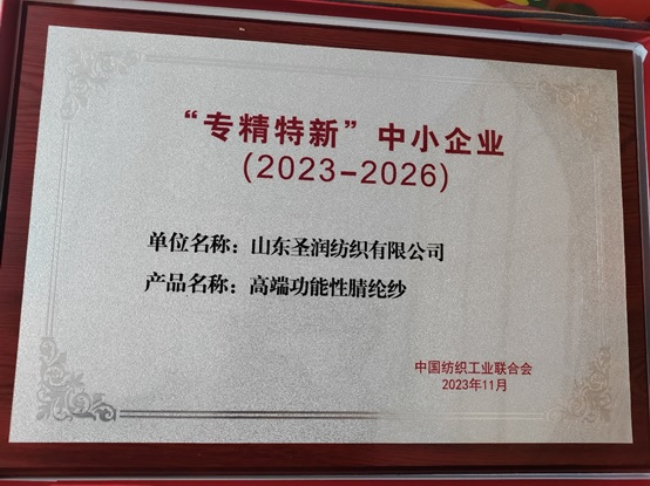 “专精特新”中小企业
(2023-2026)
单位名称：山东圣润纺织有限公司
产品名称：高端功能性腈纶纱
中国纺织工业联合会
2023年11月